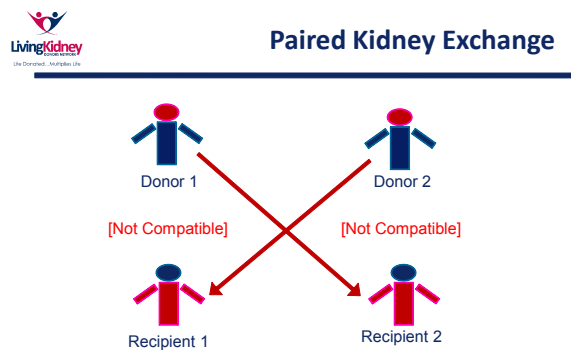 LivingKidney
DONORS NETWORK
Life Donated...Multiplies Life
Paired Kidney Exchange
Donor 1
Donor 2
[Not Compatible]
[Not Compatible]
Recipient 1
Recipient 2